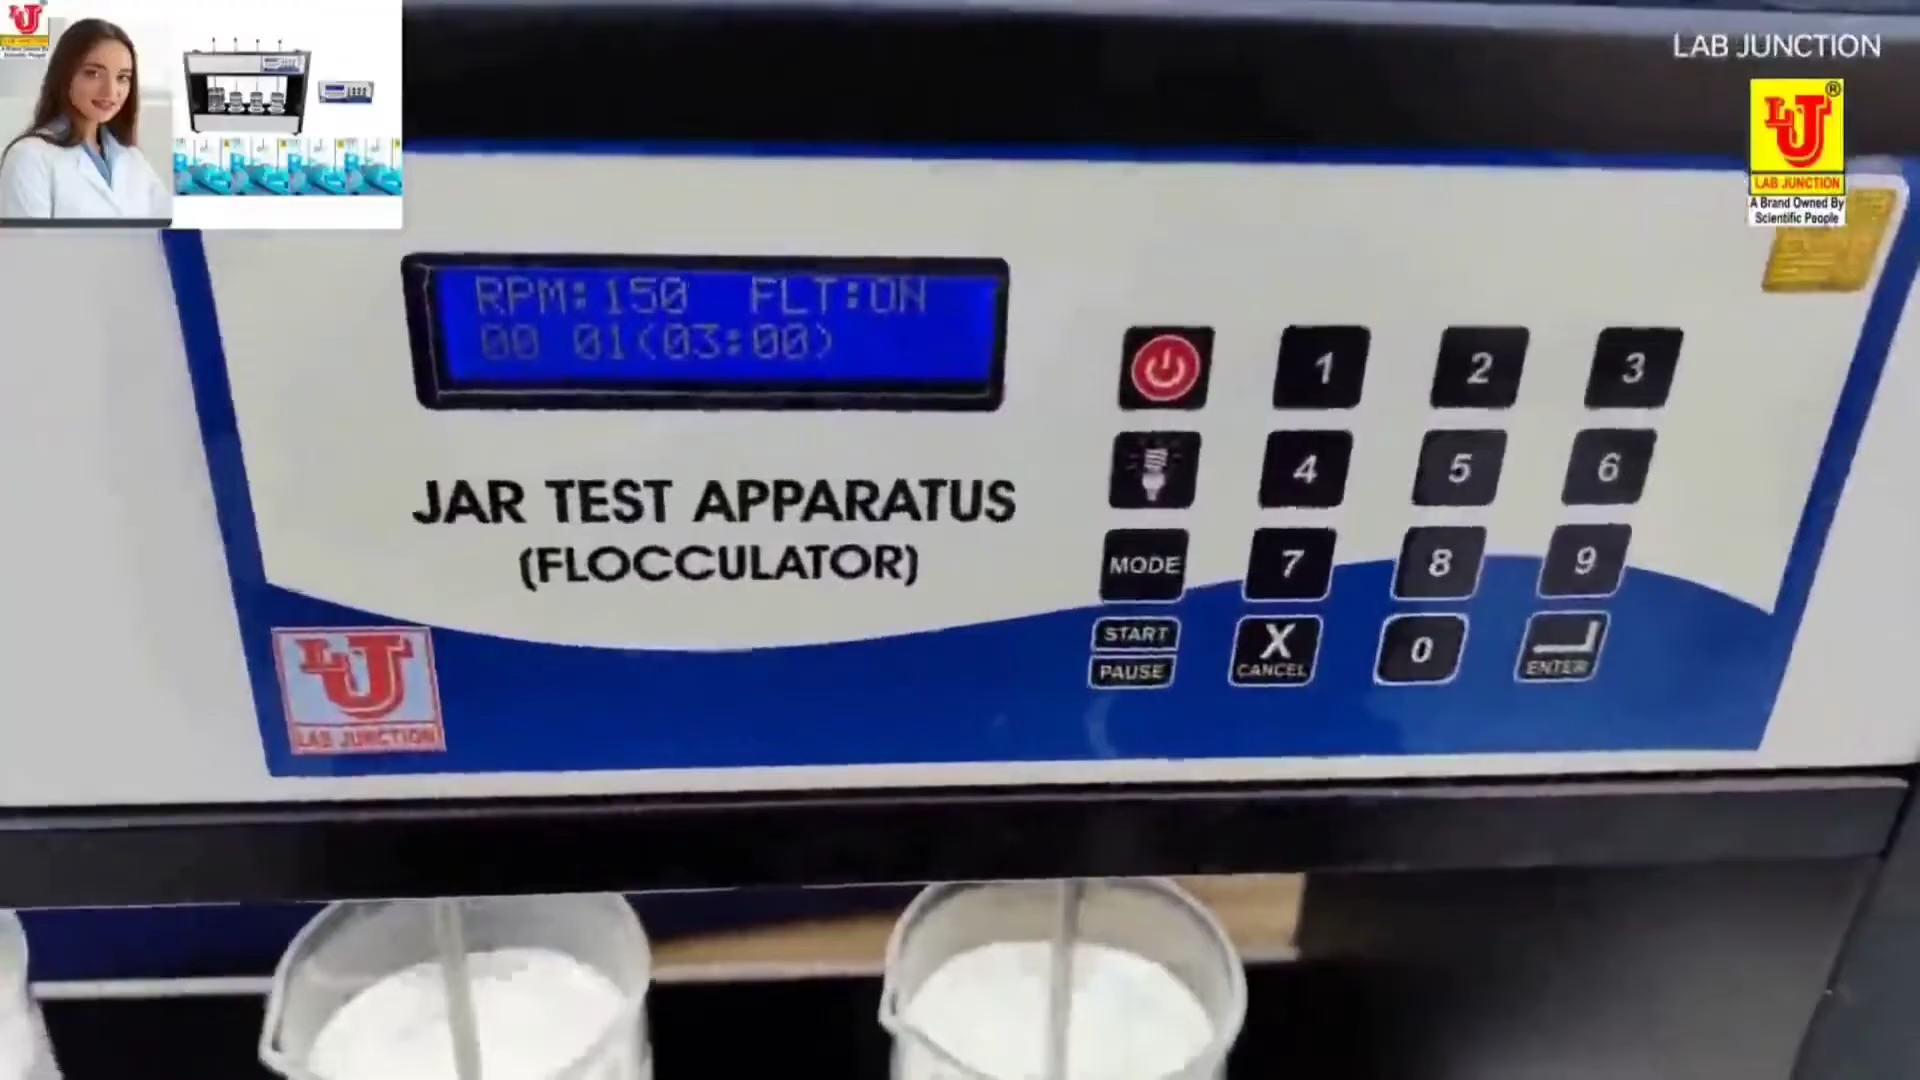 LAB JUNCTION
LJ®
LAB JUNCTION
A Brand Owned By
Scientific People
RPM:150 FLT:ON
00 01(03:00)
JAR TEST APPARATUS
(FLOCCULATOR)
1 2 3
4 5 6
MODE 7 8 9
START
PAUSE
X
CANCEL
0
ENTER
LJ
LAB JUNCTION